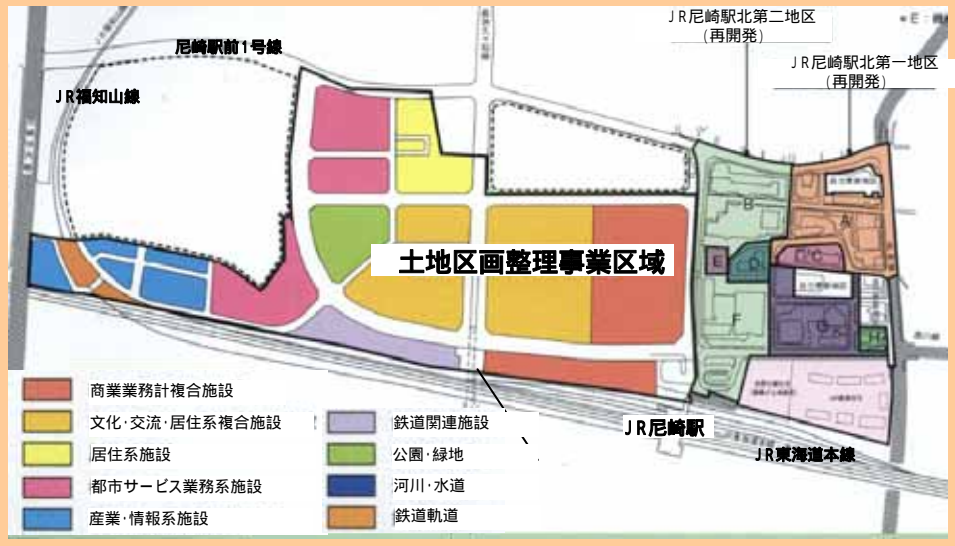 JR尼崎駅北第二地区
(再開発)
E:
尼崎駅前1号線
JR尼崎駅北第一地区
(再開発)
JR福知山線
B
A
土地区画整理事業区域
E
D
C
F
G
H
商業業務計複合施設
文化・交流・居住系複合施設
鉄道関連施設
居住系施設
公園・緑地
都市サービス業務系施設
河川・水道
産業・情報系施設
鉄道軌道
JR尼崎駅
JR東海道本線